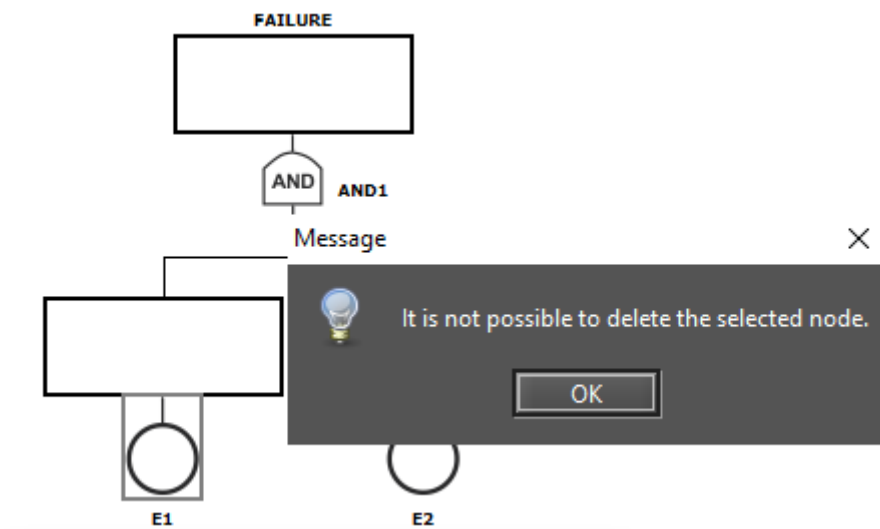 FAILURE
AND
AND1
Message
It is not possible to delete the selected node.
OK
E1
E2